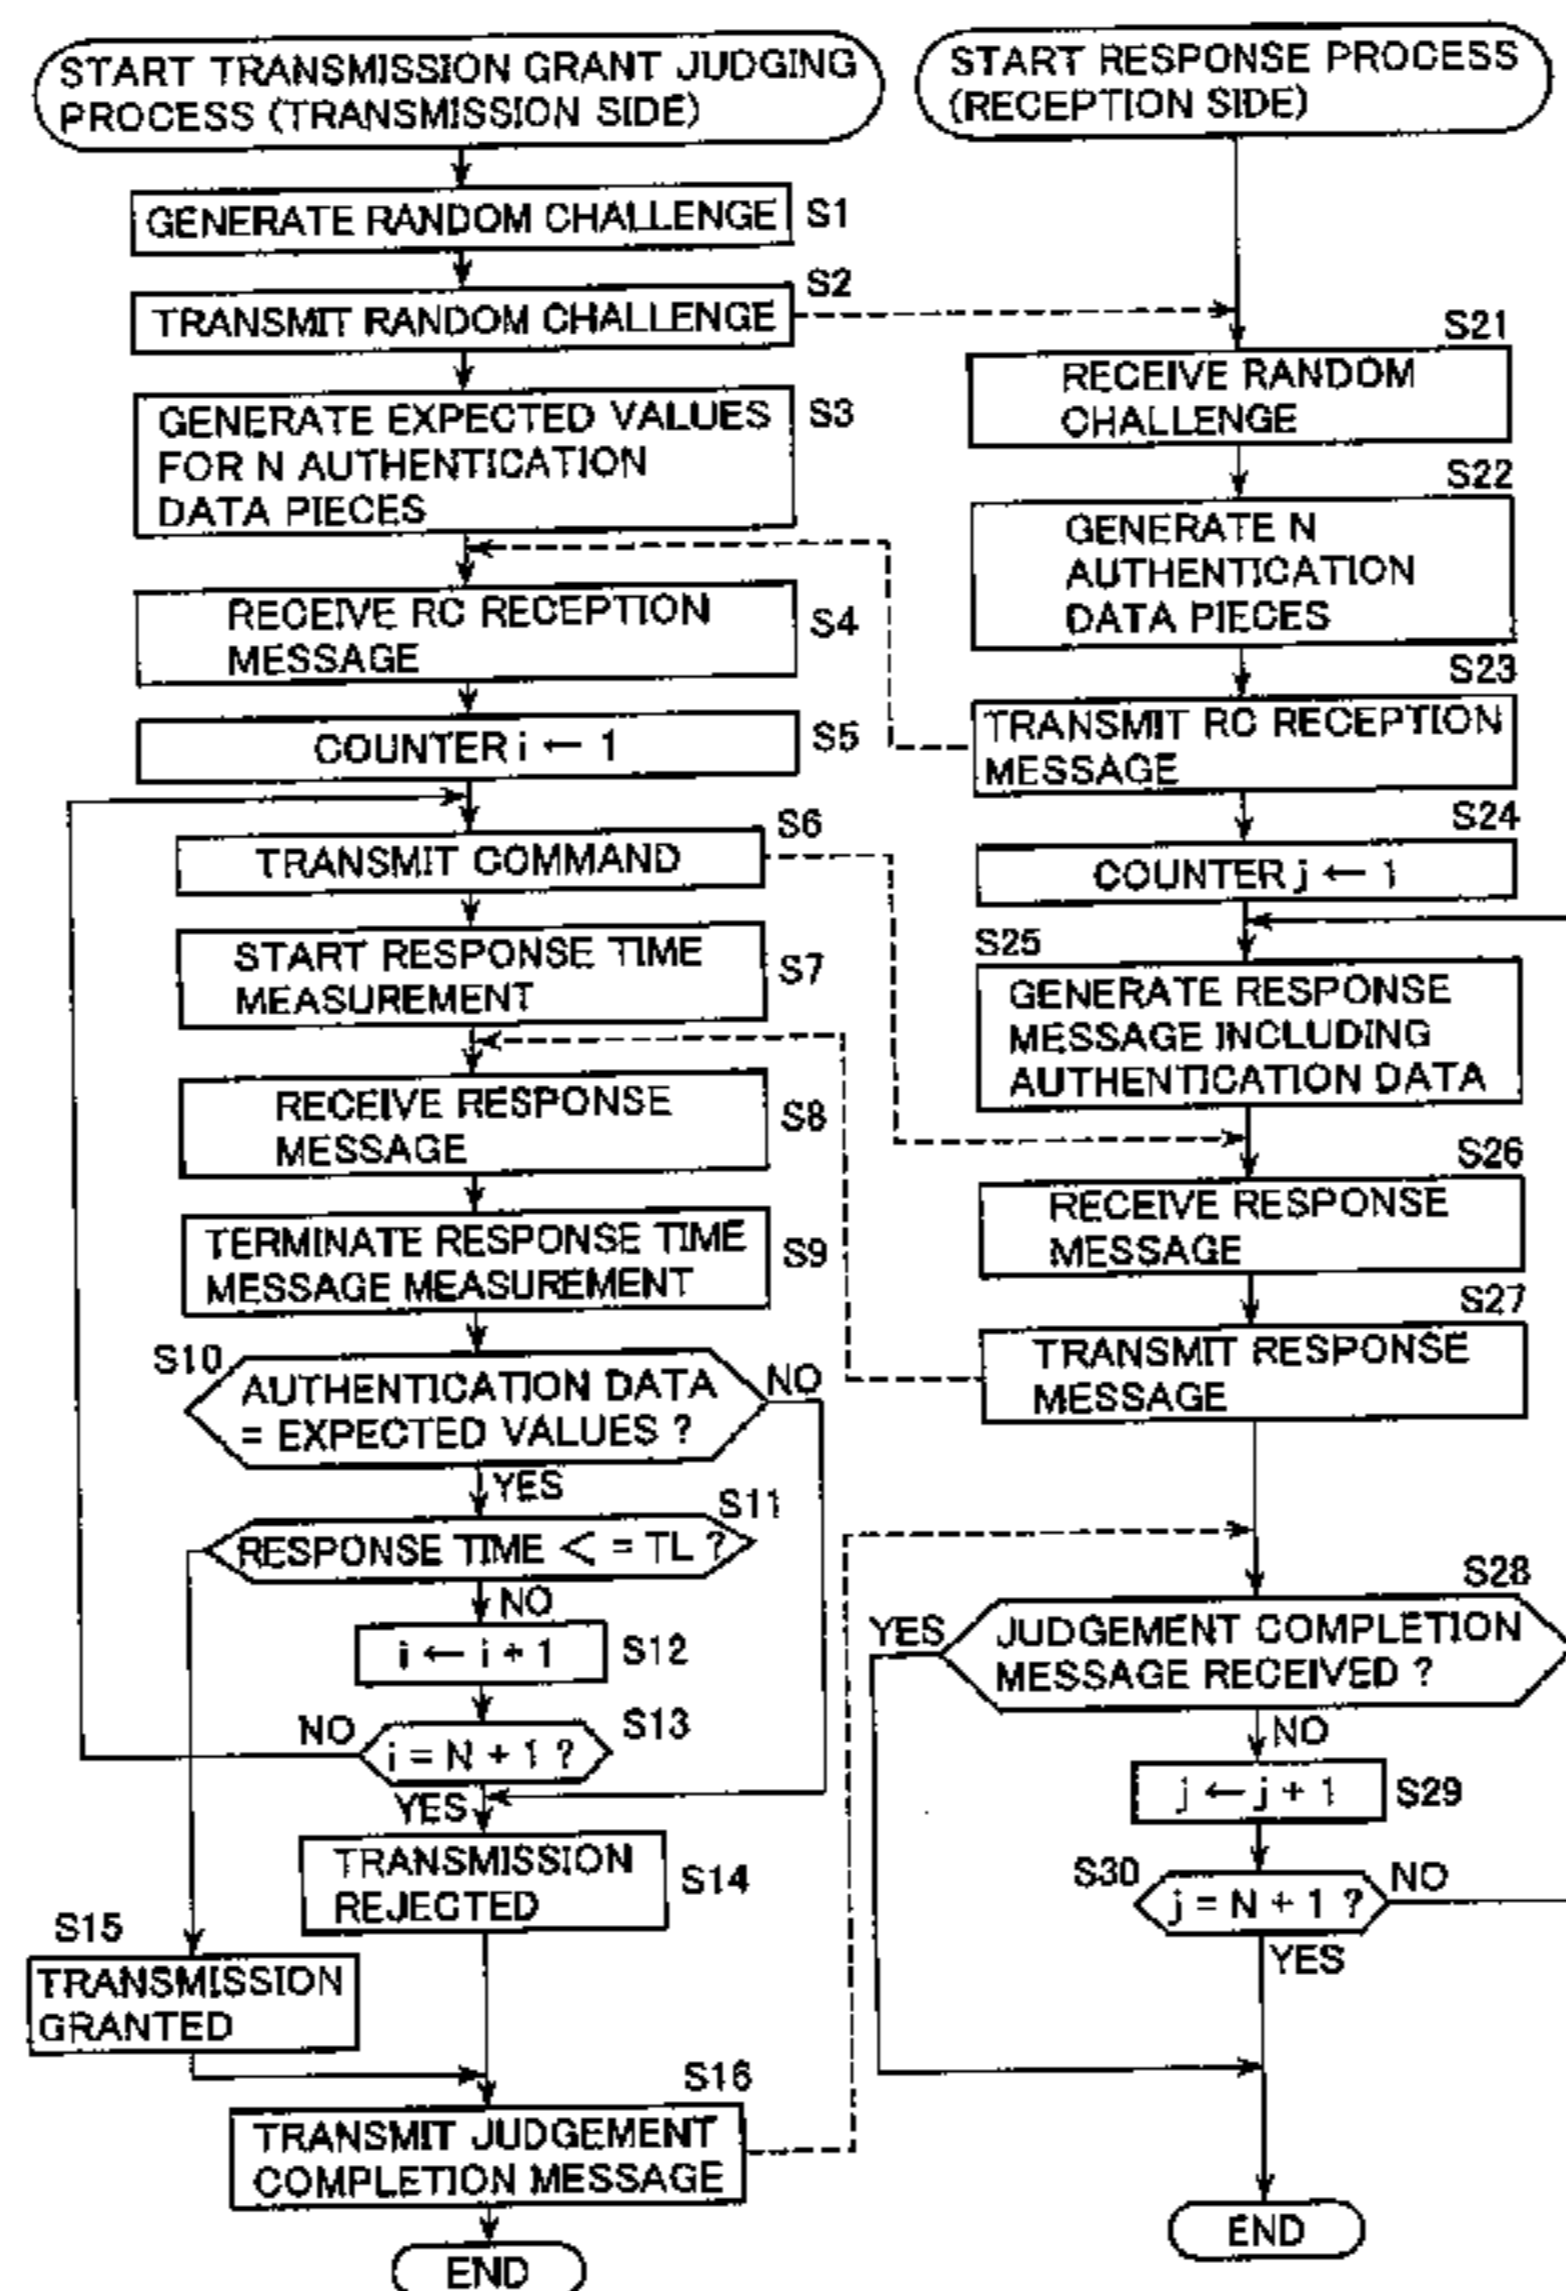 START TRANSMISSION GRANT JUDGING
PROCESS (TRANSMISSION SIDE)
GENERATE RANDOM CHALLENGE
S1
TRANSMIT RANDOM CHALLENGE
S2
GENERATE EXPECTED VALUES
FOR N AUTHENTICATION
DATA PIECES
S3
RECEIVE RC RECEPTION
MESSAGE
S4
COUNTER i ← 1
S5
TRANSMIT COMMAND
S6
START RESPONSE TIME
MEASUREMENT
S7
RECEIVE RESPONSE
MESSAGE
S8
TERMINATE RESPONSE TIME
MESSAGE MEASUREMENT
S9
S10
AUTHENTICATION DATA
= EXPECTED VALUES ?
NO
YES
S11
RESPONSE TIME < = TL ?
NO
i ← i + 1
S12
NO
i = N + 1 ?
S13
YES
TRANSMISSION
REJECTED
S14
S15
TRANSMISSION
GRANTED
S16
TRANSMIT JUDGEMENT
COMPLETION MESSAGE
END
START RESPONSE PROCESS
(RECEPTION SIDE)
S21
RECEIVE RANDOM
CHALLENGE
S22
GENERATE N
AUTHENTICATION
DATA PIECES
S23
TRANSMIT RC RECEPTION
MESSAGE
S24
COUNTER j ← 1
S25
GENERATE RESPONSE
MESSAGE INCLUDING
AUTHENTICATION DATA
S26
RECEIVE RESPONSE
MESSAGE
S27
TRANSMIT RESPONSE
MESSAGE
S28
YES
JUDGEMENT COMPLETION
MESSAGE RECEIVED ?
NO
j ← j + 1
S29
S30
j = N + 1 ?
NO
YES
END